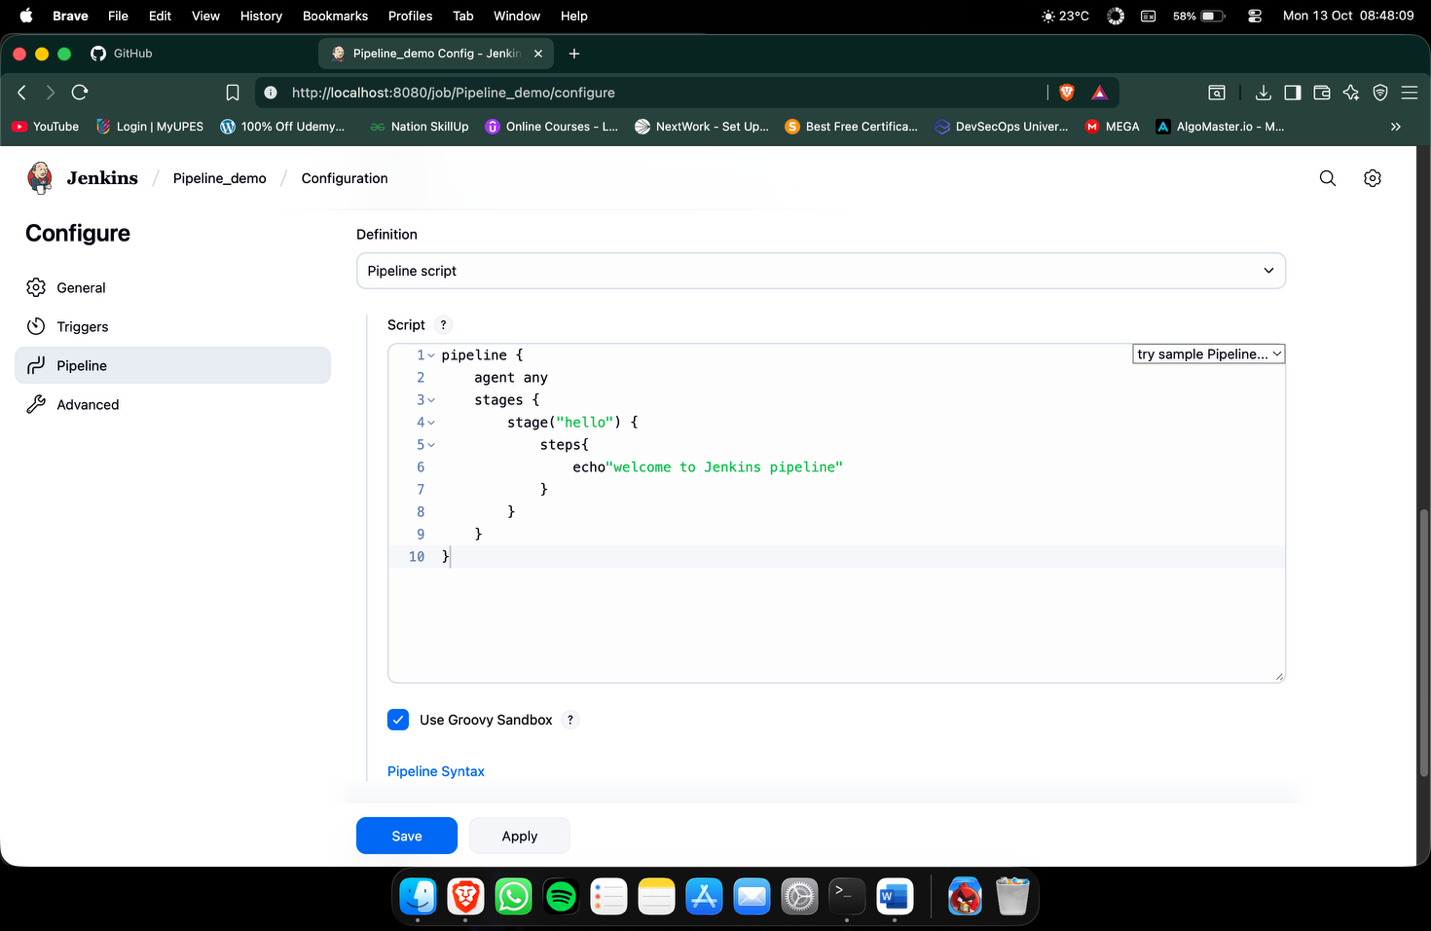 Brave File Edit View History Bookmarks Profiles Tab Window Help 23°C 58% Mon 13 Oct 08:48:09
GitHub Pipeline_demo Config - Jenkin
http://localhost:8080/job/Pipeline_demo/configure
YouTube Login | MyUPES 100% Off Udemy... Nation SkillUp Online Courses - L... NextWork - Set Up... Best Free Certifica... DevSecOps Univer... MEGA AlgoMaster.io - M... »
Jenkins / Pipeline_demo / Configuration
Configure
General
Triggers
Pipeline
Advanced
Definition
Pipeline script
Script ?
try sample Pipeline...
1 pipeline {
2     agent any
3     stages {
4         stage("hello") {
5             steps{
6                 echo"welcome to Jenkins pipeline"
7             }
8         }
9     }
10 }
Use Groovy Sandbox ?
Pipeline Syntax
Save Apply